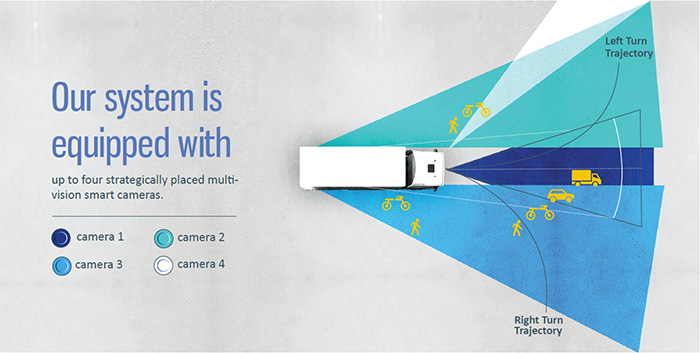 Our system is
equipped with
up to four strategically placed multi-
vision smart cameras.
camera 1
camera 2
camera 3
camera 4
Left Turn
Trajectory
Right Turn
Trajectory